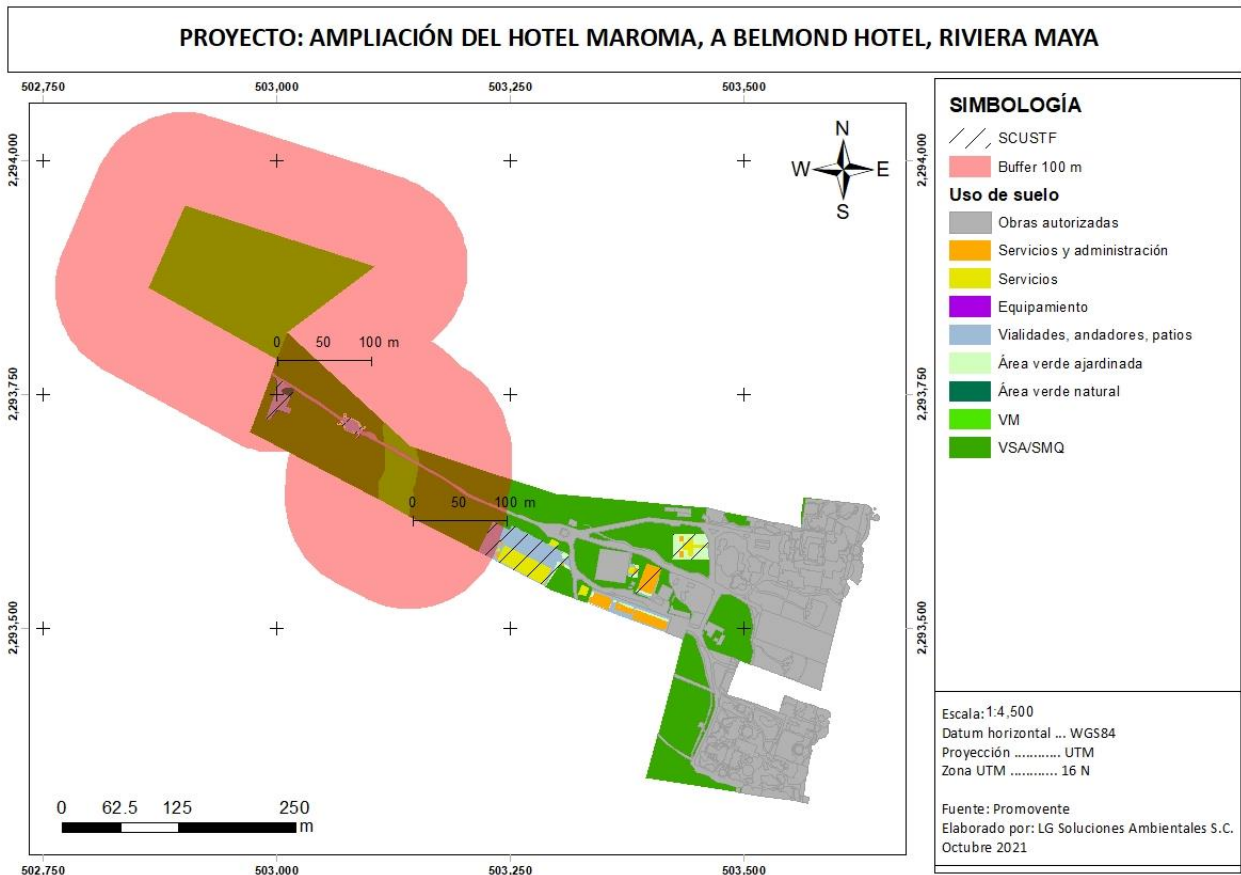 PROYECTO: AMPLIACIÓN DEL HOTEL MAROMA, A BELMOND HOTEL, RIVIERA MAYA
502,750 503,000 503,250 503,500
2,294,000 2,294,000
N
W E
S
0 50 100 m
2,293,750 2,293,750
0 50 100 m
2,293,500 2,293,500
0 62.5 125 250
m
502,750 503,000 503,250 503,500
SIMBOLOGÍA
SCUSTF
Buffer 100 m
Uso de suelo
Obras autorizadas
Servicios y administración
Servicios
Equipamiento
Vialidades, andadores, patios
Área verde ajardinada
Área verde natural
VM
VSA/SMQ
Escala: 1:4,500
Datum horizontal ... WGS84
Proyección ............ UTM
Zona UTM ............ 16 N
Fuente: Promovente
Elaborado por: LG Soluciones Ambientales S.C.
Octubre 2021